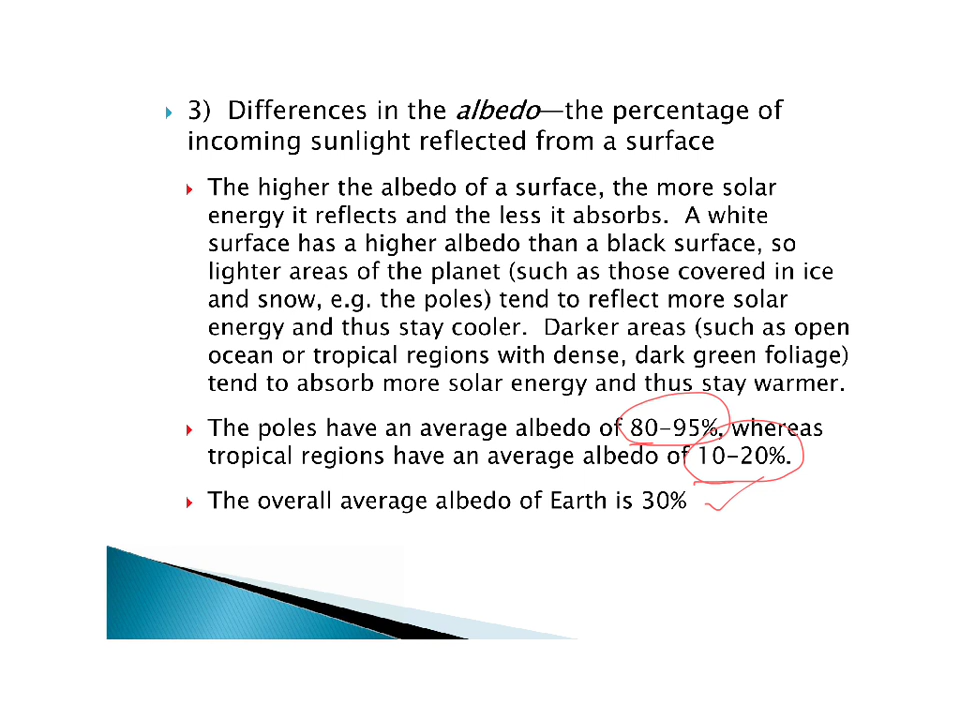 3)  Differences in the albedo—the percentage of
incoming sunlight reflected from a surface
The higher the albedo of a surface, the more solar
energy it reflects and the less it absorbs.  A white
surface has a higher albedo than a black surface, so
lighter areas of the planet (such as those covered in ice
and snow, e.g. the poles) tend to reflect more solar
energy and thus stay cooler.  Darker areas (such as open
ocean or tropical regions with dense, dark green foliage)
tend to absorb more solar energy and thus stay warmer.
The poles have an average albedo of 80-95%, whereas
tropical regions have an average albedo of 10-20%.
The overall average albedo of Earth is 30%